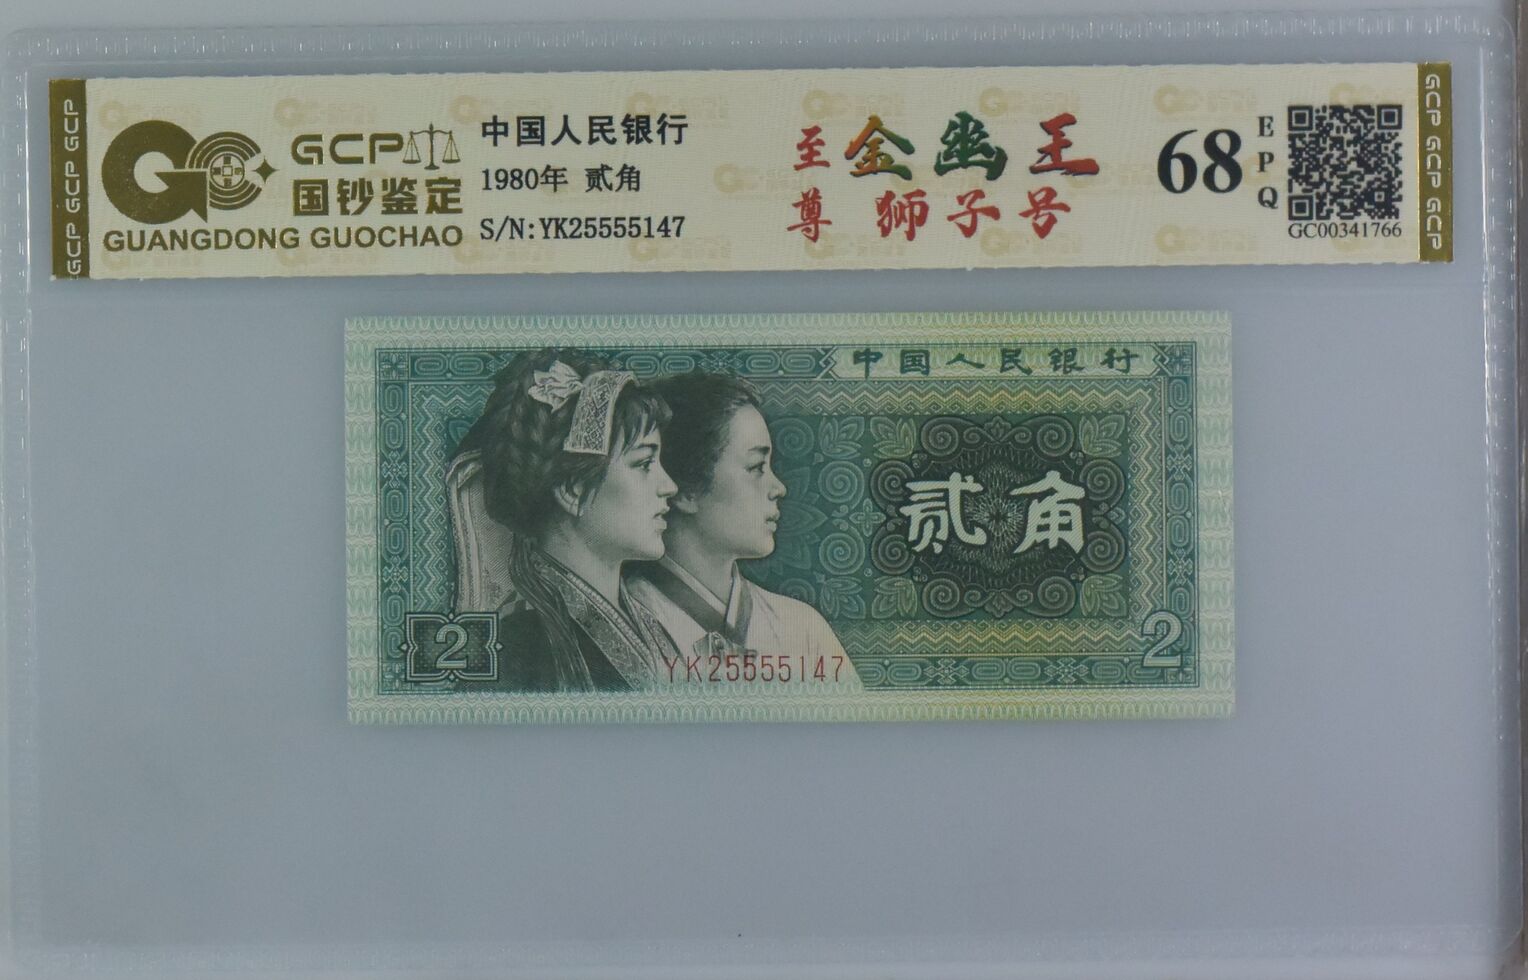 GCP GCP GCP
GCP
国钞鉴定
GUANGDONG GUOCHAO
中国人民银行
1980年 贰角
S/N:YK25555147
至尊
金幽王
狮子号
68
EPQ
GC00341766
GCP GCP GCP
中国人民银行
贰角
2
2
YK25555147